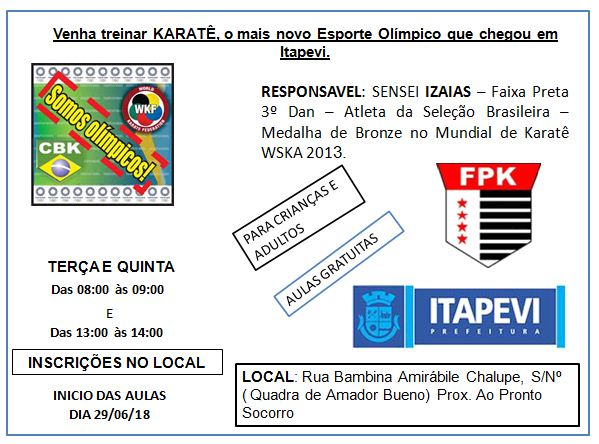 Venha treinar KARATÊ, o mais novo Esporte Olímpico que chegou em
Itapevi.
Somos olímpicos!
CBK
WORLD
WKF
KARATE FEDERATION
RESPONSAVEL: SENSEI IZAIAS – Faixa Preta
3º Dan – Atleta da Seleção Brasileira –
Medalha de Bronze no Mundial de Karatê
WSKA 2013.
FPK
PARA CRIANÇAS E
ADULTOS
AULAS GRATUITAS
TERÇA E QUINTA
Das 08:00 às 09:00
E
Das 13:00 às 14:00
ITAPEVI
PREFEITURA
INSCRIÇÕES NO LOCAL
INICIO DAS AULAS
DIA 29/06/18
LOCAL: Rua Bambina Amirábile Chalupe, S/Nº
( Quadra de Amador Bueno) Prox. Ao Pronto
Socorro